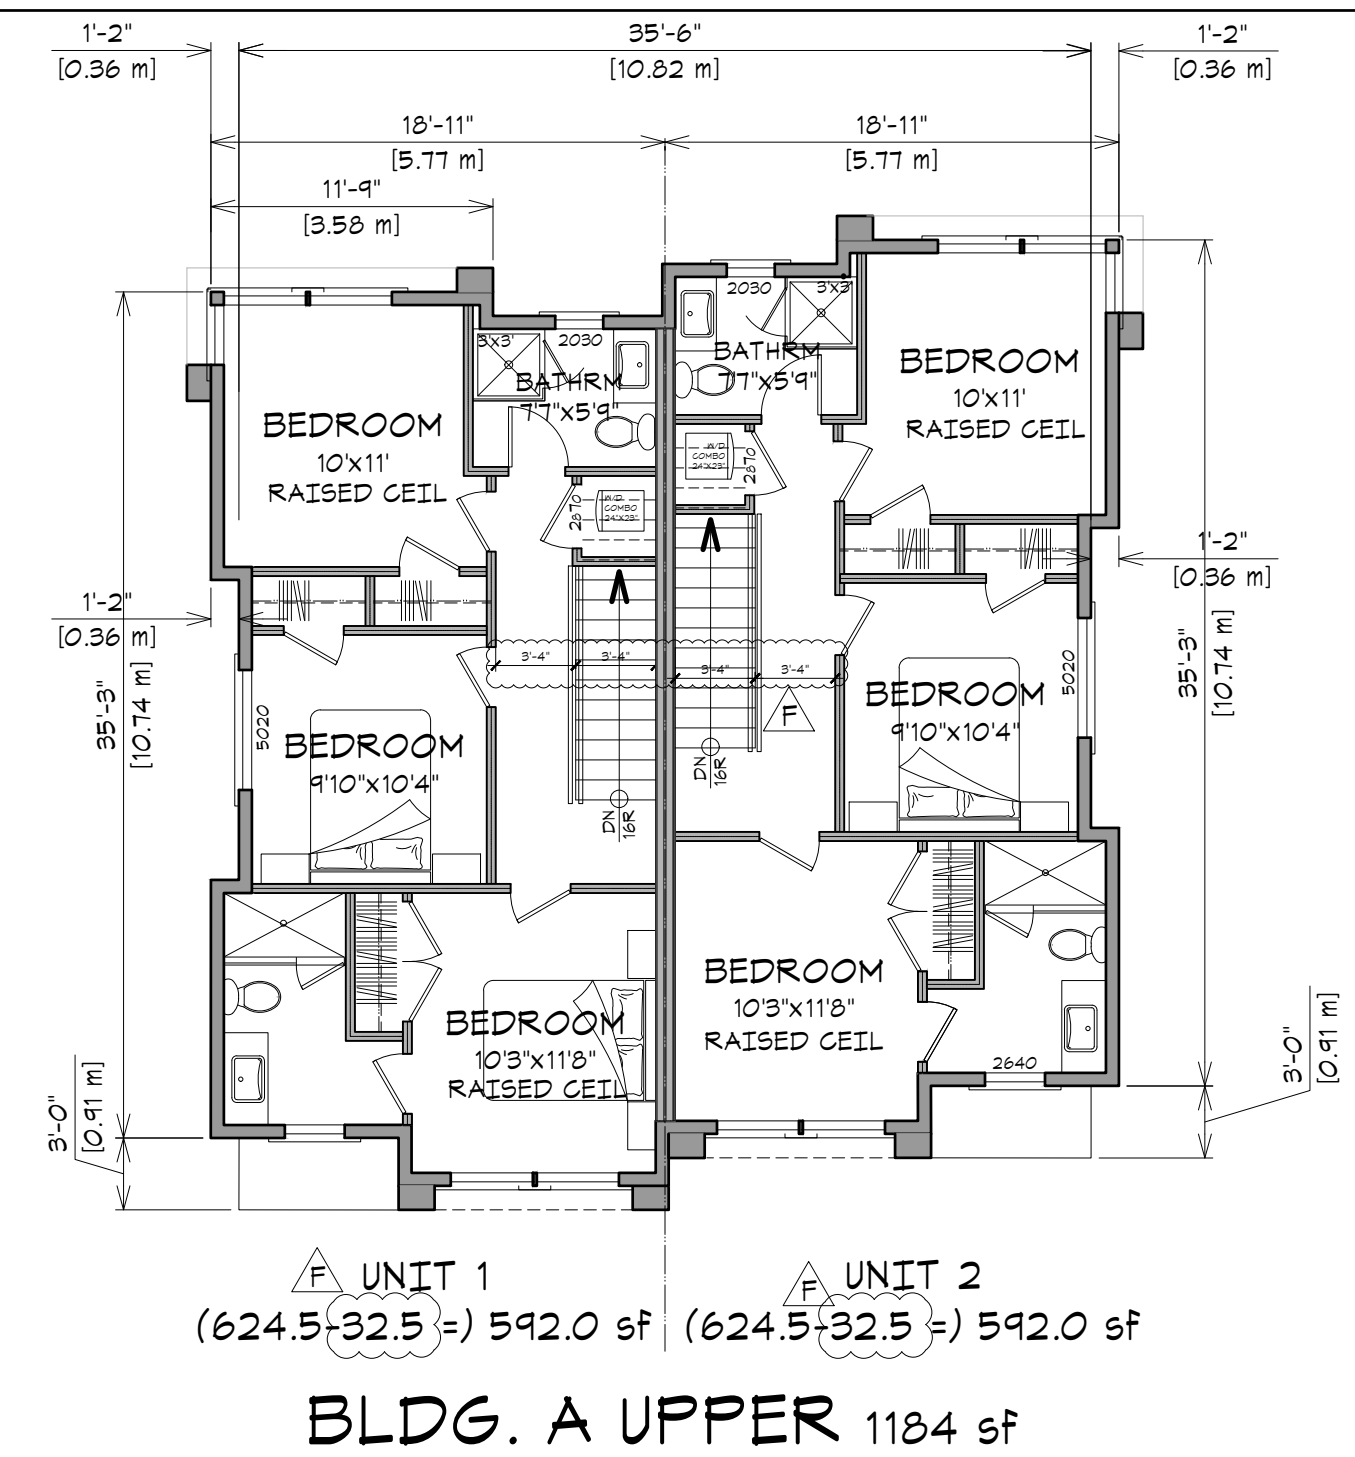 1'-2"
35'-6"
1'-2"
[0.36 m]
[10.82 m]
[0.36 m]
18'-11"
18'-11"
[5.77 m]
[5.77 m]
11'-9"
[3.58 m]
3'x3'
2030
BATHRM
7'7"x5'9"
2030
3'x3'
BATHRM
7'7"x5'9"
BEDROOM
10'x11'
RAISED CEIL
BEDROOM
10'x11'
RAISED CEIL
W/D
COMBO
24"X23"
2870
W/D
COMBO
24"X23"
2870
1'-2"
[0.36 m]
1'-2"
[0.36 m]
35'-3"
[10.74 m]
35'-3"
[10.74 m]
3'-4"
3'-4"
3'-4"
3'-4"
F
5020
5020
BEDROOM
9'10"x10'4"
BEDROOM
9'10"x10'4"
DN
16R
DN
16R
BEDROOM
10'3"x11'8"
RAISED CEIL
BEDROOM
10'3"x11'8"
RAISED CEIL
2640
3'-0"
[0.91 m]
3'-0"
[0.91 m]
F UNIT 1
(624.5-32.5=) 592.0 sf
F UNIT 2
(624.5-32.5=) 592.0 sf
BLDG. A UPPER 1184 sf